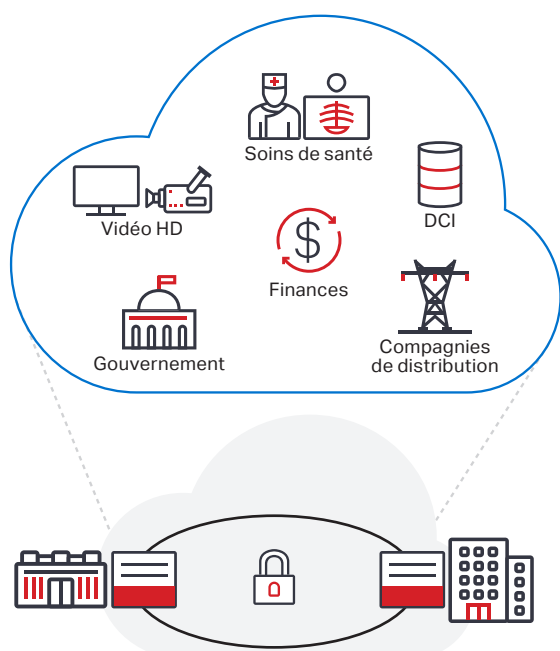 Soins de santé
Vidéo HD
DCI
Finances
Gouvernement
Compagnies
de distribution